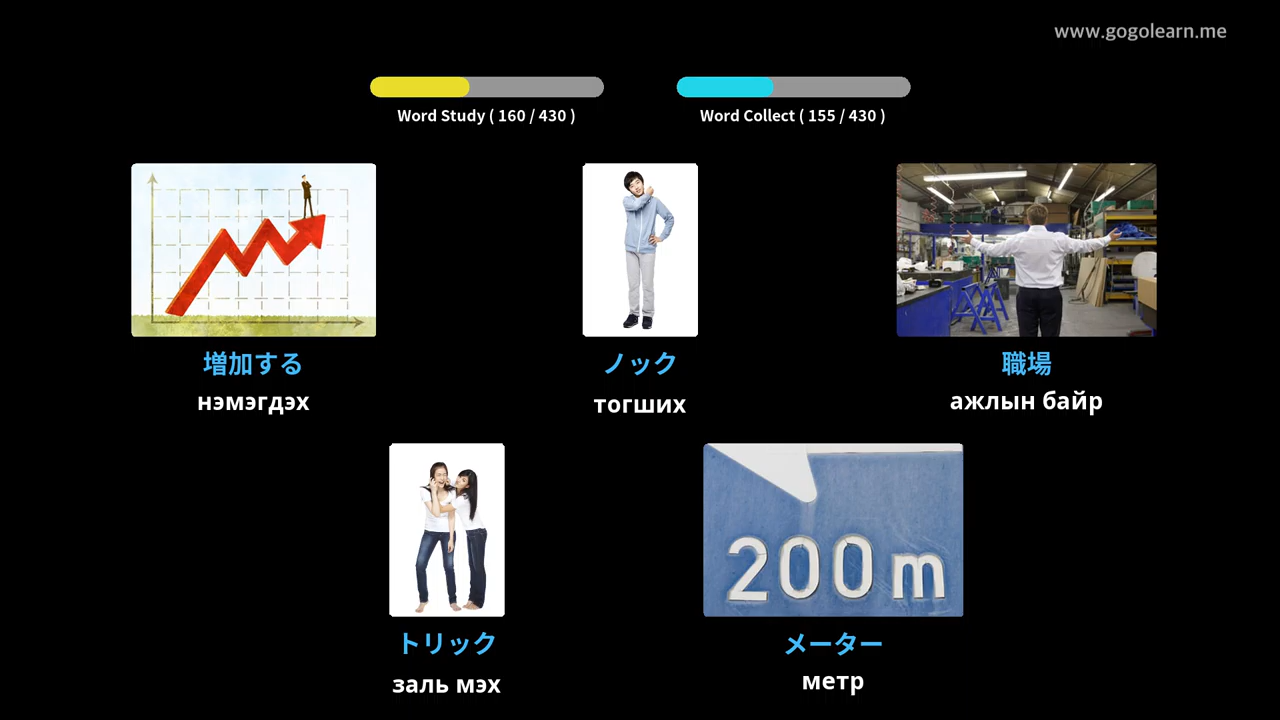 www.gogolearn.me
Word Study ( 160 / 430 )
Word Collect ( 155 / 430 )
増加する
ノック
職場
нэмэгдэх
тогших
ажлын байр
200m
トリック
メーター
заль мэх
метр